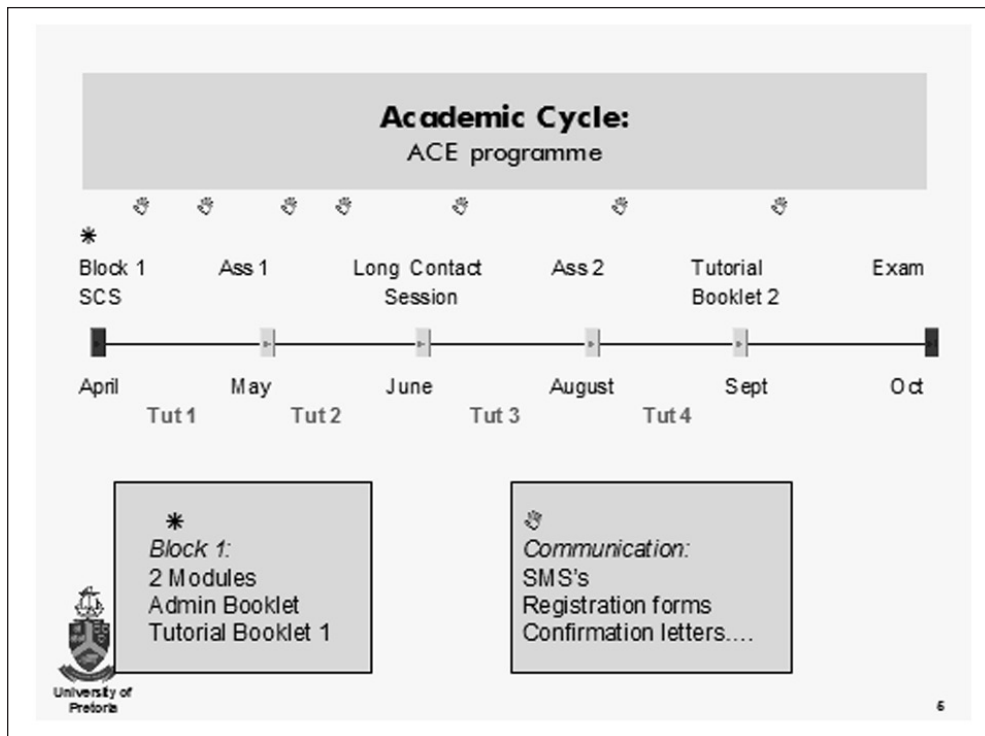 Academic Cycle:
ACE programme
Block 1 Ass 1 Long Contact Ass 2 Tutorial Exam
SCS Session Booklet 2
April May June August Sept Oct
Tut 1 Tut 2 Tut 3 Tut 4
Block 1:
2 Modules
Admin Booklet
Tutorial Booklet 1
Communication:
SMS's
Registration forms
Confirmation letters....
University of
Pretoria